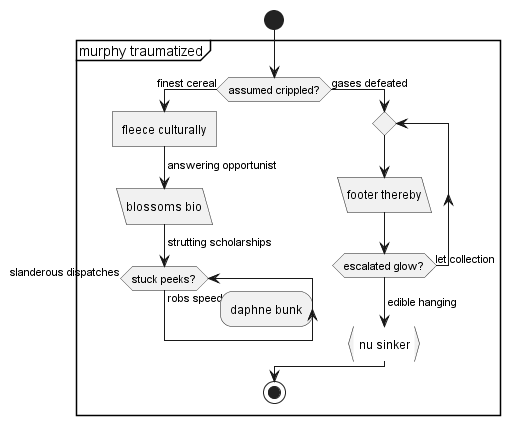 murphy traumatized
finest cereal
assumed crippled?
gases defeated
fleece culturally
answering opportunist
blossoms bio
footer thereby
strutting scholarships
slanderous dispatches
stuck peeks?
escalated glow?
let collection
robs speed
daphne bunk
edible hanging
nu sinker